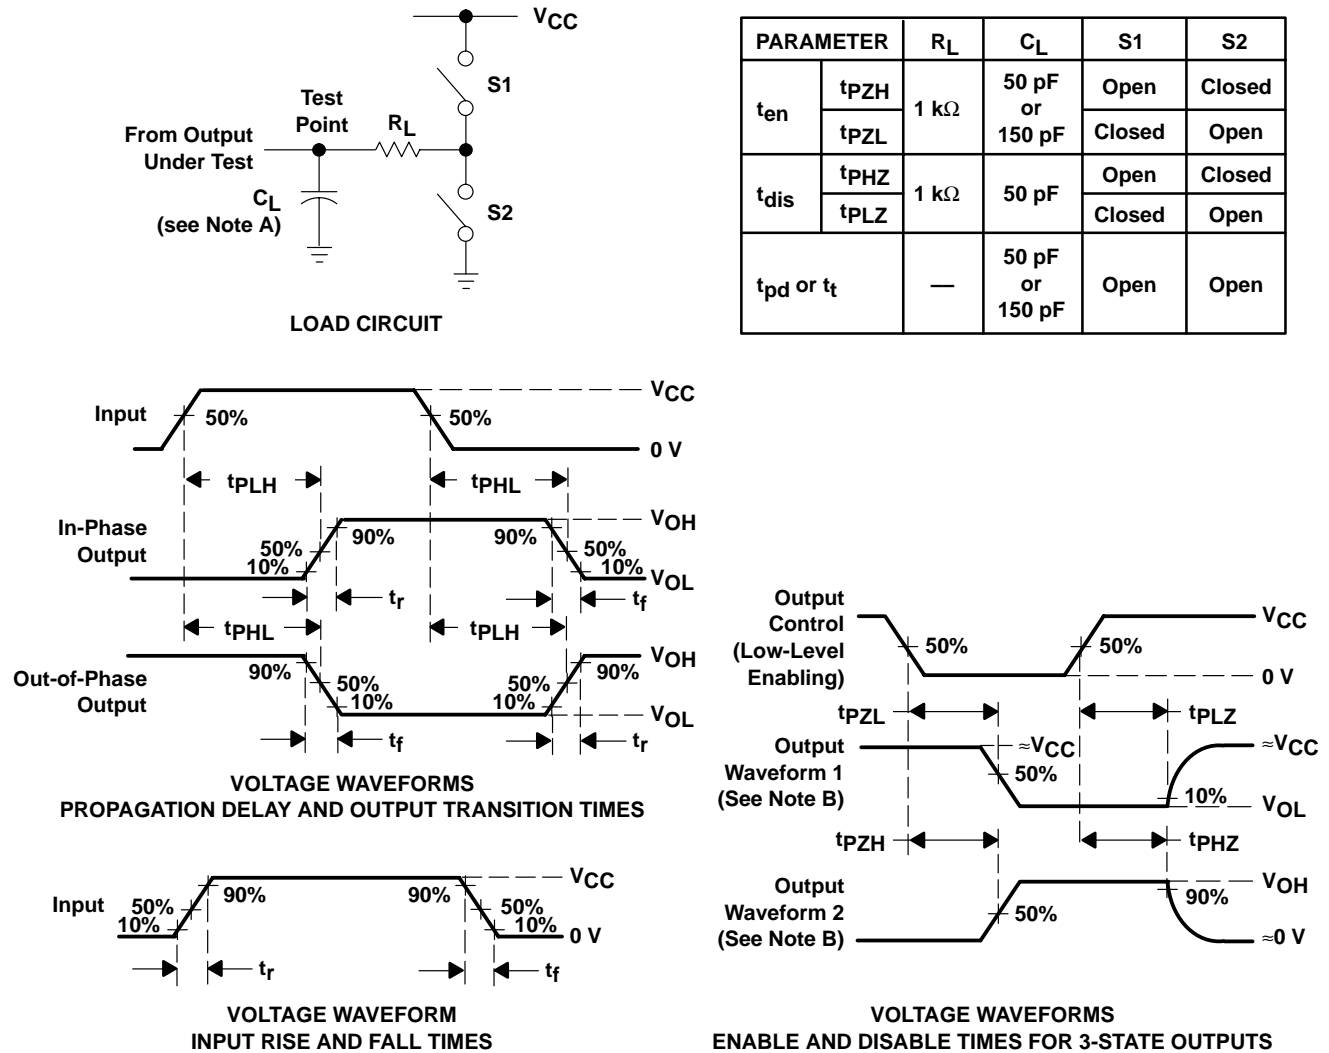 VCC
S1
Test
Point
RL
From Output
Under Test
CL
(see Note A)
S2
LOAD CIRCUIT
PARAMETER RL CL S1 S2
ten tPZH 1 kΩ 50 pF or 150 pF Open Closed
tPZL Closed Open
tdis tPHZ 1 kΩ 50 pF Open Closed
tPLZ Closed Open
tpd or tt — 50 pF or 150 pF Open Open
Input 50% 50% VCC
0 V
tPLH tPHL
In-Phase
Output
50%
10%
90% 90%
50%
10%
VOH
VOL
tr tf
tPHL tPLH
Out-of-Phase
Output
90%
50%
10%
50%
10%
90%
VOH
VOL
tf tr
VOLTAGE WAVEFORMS
PROPAGATION DELAY AND OUTPUT TRANSITION TIMES
Input
50%
10%
90% 90%
50%
10%
VCC
0 V
tr tf
VOLTAGE WAVEFORM
INPUT RISE AND FALL TIMES
Output
Control
(Low-Level
Enabling)
50% 50%
VCC
0 V
tPZL tPLZ
Output
Waveform 1
(See Note B)
≈VCC
50%
10%
≈VCC
VOL
tPZH tPHZ
Output
Waveform 2
(See Note B)
50%
90%
VOH
≈0 V
VOLTAGE WAVEFORMS
ENABLE AND DISABLE TIMES FOR 3-STATE OUTPUTS